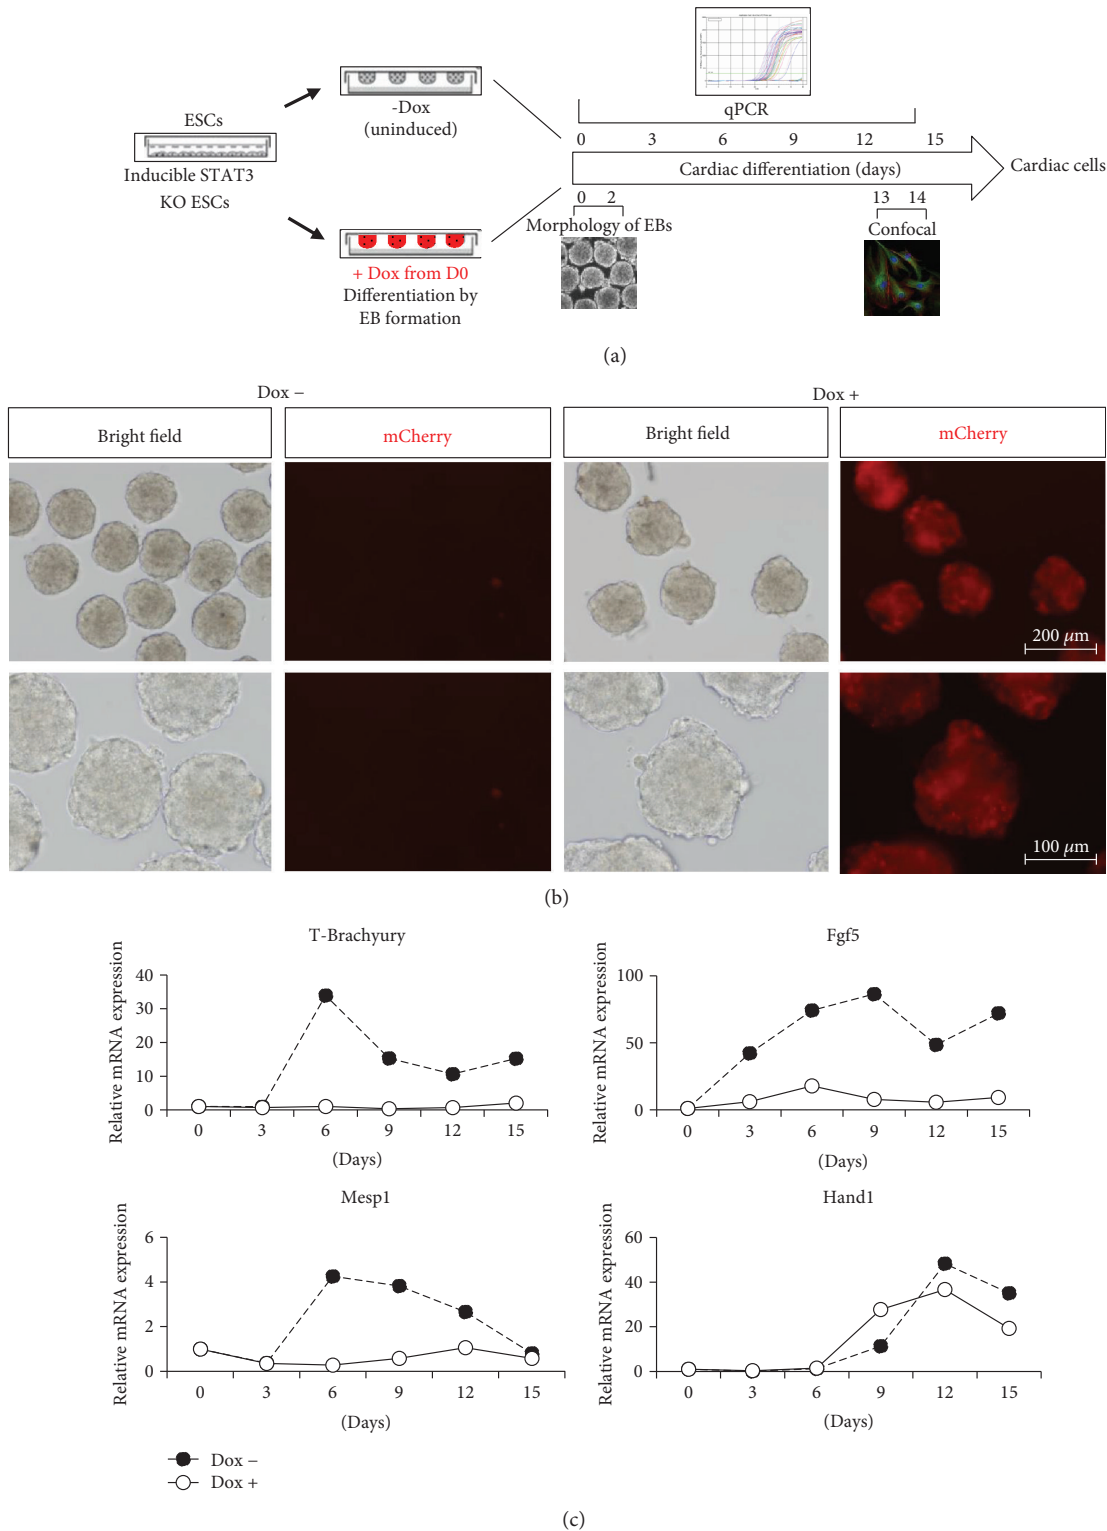 ESCs
Inducible STAT3
KO ESCs
-Dox
(uninduced)
+ Dox from D0
Differentiation by
EB formation
qPCR
0 3 6 9 12 15
Cardiac differentiation (days)
Cardiac cells
0 2
Morphology of EBs
13 14
Confocal
(a)
Dox −
Dox +
Bright field
mCherry
Bright field
mCherry
200 μm
100 μm
(b)
T-Brachyury
Relative mRNA expression
40
30
20
10
0
0 3 6 9 12 15
(Days)
Fgf5
Relative mRNA expression
100
50
0
0 3 6 9 12 15
(Days)
Mesp1
Relative mRNA expression
6
4
2
0
0 3 6 9 12 15
(Days)
Hand1
Relative mRNA expression
60
40
20
0
0 3 6 9 12 15
(Days)
Dox −
Dox +
(c)